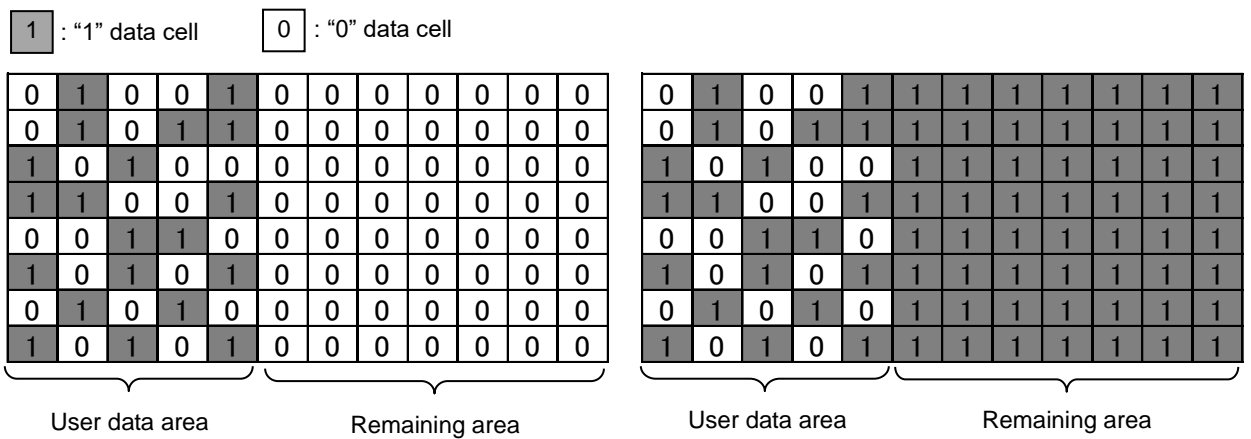 1 : “1” data cell 0 : “0” data cell
0 1 0 0 1 0 0 0 0 0 0 0 0 1 0 0 1 1 1 1 1 1 1 1
0 1 0 1 1 0 0 0 0 0 0 0 0 1 0 1 1 1 1 1 1 1 1 1
1 0 1 0 0 0 0 0 0 0 0 0 1 0 1 0 0 1 1 1 1 1 1 1
1 1 0 0 1 0 0 0 0 0 0 0 1 1 0 0 1 1 1 1 1 1 1 1
0 0 1 1 0 0 0 0 0 0 0 0 0 0 1 1 0 1 1 1 1 1 1 1
1 0 1 0 1 0 0 0 0 0 0 0 1 0 1 0 1 1 1 1 1 1 1 1
0 1 0 1 0 0 0 0 0 0 0 0 0 1 0 1 0 1 1 1 1 1 1 1
1 0 1 0 1 0 0 0 0 0 0 0 1 0 1 0 1 1 1 1 1 1 1 1
User data area Remaining area User data area Remaining area